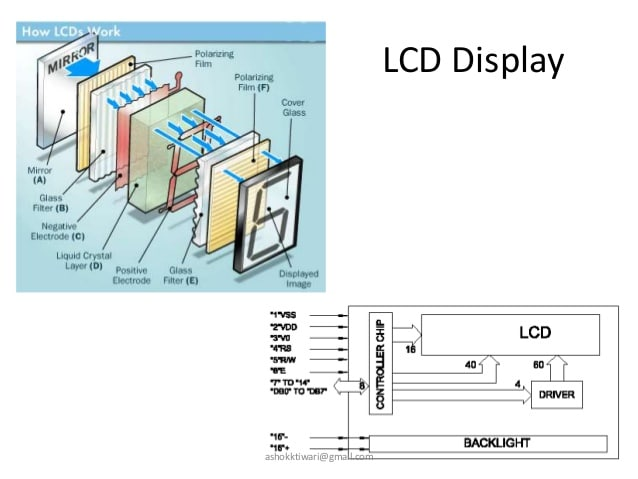 How LCDs Work
LCD Display
MIRROR
Polarizing
Film
Polarizing
Film (F)
Cover
Glass
Mirror
(A)
Glass
Filter (B)
Negative
Electrode (C)
Liquid Crystal
Layer (D)
Positive
Electrode
Glass
Filter (E)
Displayed
Image
"1"VSS
"2"VDD
"3"V0
"4"RS
"5"R/W
"6"E
"7" TO "14"
"DB0" TO "DB7"
8
CONTROLLER CHIP
16
LCD
40
60
4
DRIVER
"16"-
"15"+
BACKLIGHT
ashokktiwari@gmail.com